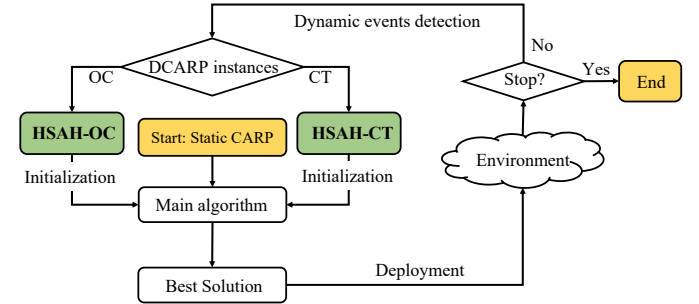 Dynamic events detection
No
OC
DCARP instances
CT
Stop?
Yes
End
HSAH-OC
Start: Static CARP
HSAH-CT
Environment
Initialization
Initialization
Main algorithm
Deployment
Best Solution